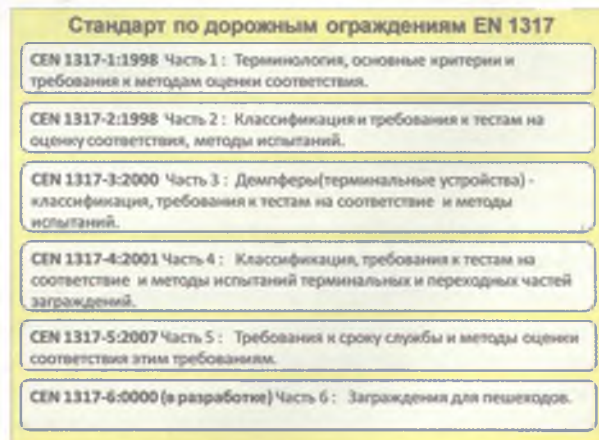 Стандарт по дорожным ограждениям EN 1317
CEN 1317-1:1998 Часть 1 : Терминология, основные критерии и
требования к методам оценки соответствия.
CEN 1317-2:1998 Часть 2 : Классификация и требования к тестам на
оценку соответствия, методы испытаний.
CEN 1317-3:2000 Часть 3 : Демпферы(терминальные устройства) -
классификация, требования к тестам на соответствие и методы
испытаний.
CEN 1317-4:2001 Часть 4 : Классификация, требования к тестам на
соответствие и методы испытаний терминальных и переходных частей
заграждений.
CEN 1317-5:2007 Часть 5 : Требования к сроку службы и методы оценки
соответствия этим требованиям.
CEN 1317-6:0000 (в разработке) Часть 6 : Заграждения для пешеходов.